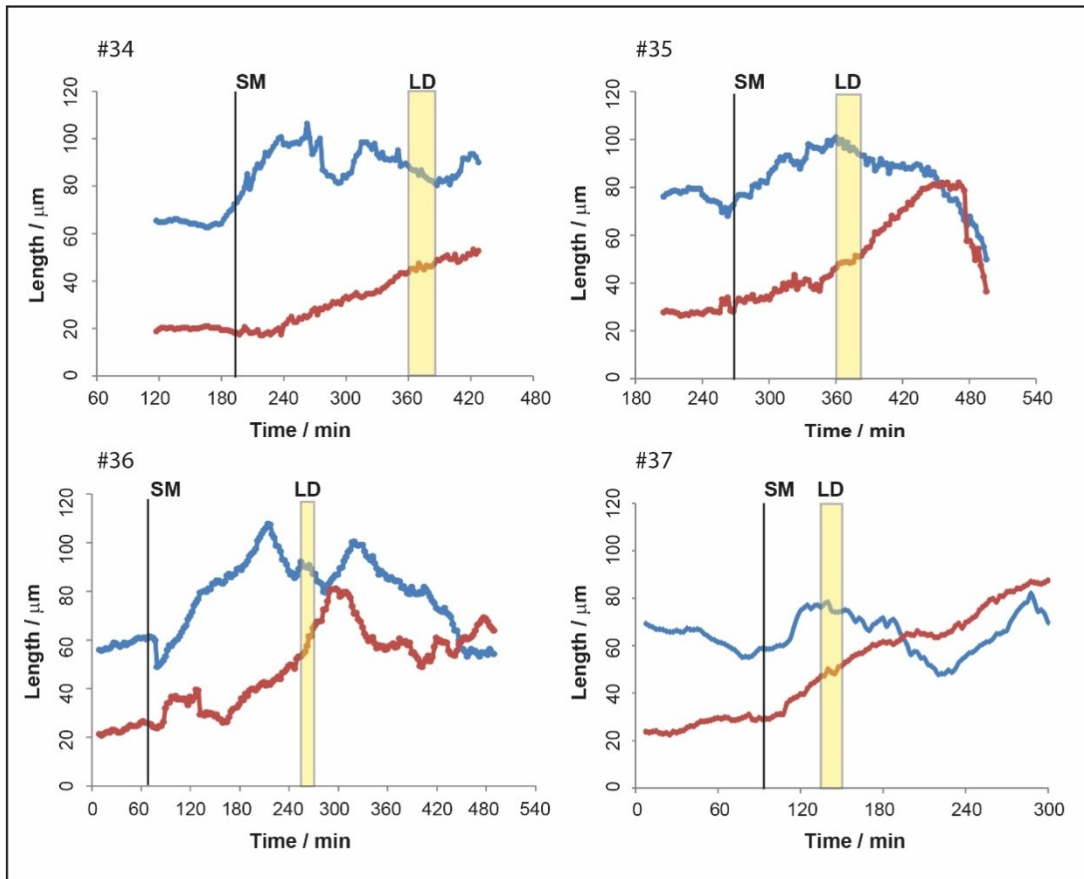 #34
SM
LD
120
100
80
60
40
20
0
Length / μm
60 120 180 240 300 360 420 480
Time / min
#35
SM
LD
120
100
80
60
40
20
0
Length / μm
180 240 300 360 420 480 540
Time / min
#36
SM
LD
120
100
80
60
40
20
0
Length / μm
0 60 120 180 240 300 360 420 480 540
Time / min
#37
SM
LD
120
100
80
60
40
20
0
Length / μm
0 60 120 180 240 300
Time / min